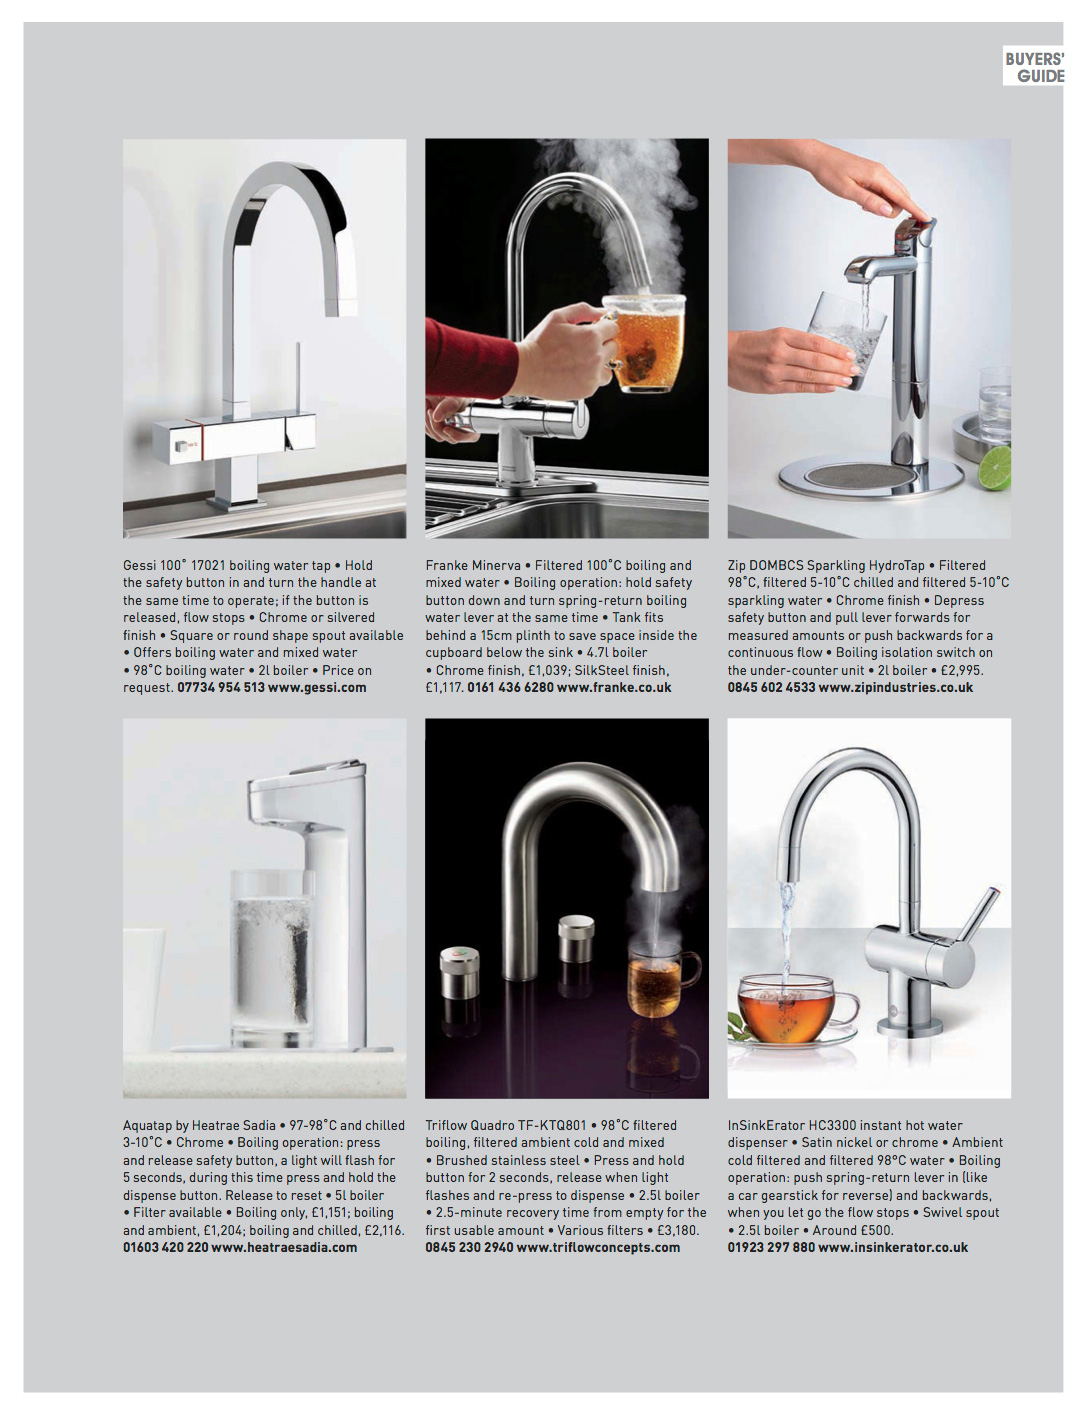 BUYERS'
GUIDE
Gessi 100˚ 17021 boiling water tap • Hold
the safety button in and turn the handle at
the same time to operate; if the button is
released, flow stops • Chrome or silvered
finish • Square or round shape spout available
• Offers boiling water and mixed water
• 98˚C boiling water • 2l boiler • Price on
request. 07734 954 513 www.gessi.com
Franke Minerva • Filtered 100˚C boiling and
mixed water • Boiling operation: hold safety
button down and turn spring-return boiling
water lever at the same time • Tank fits
behind a 15cm plinth to save space inside the
cupboard below the sink • 4.7l boiler
• Chrome finish, £1,039; SilkSteel finish,
£1,117. 0161 436 6280 www.franke.co.uk
Zip DOMBCS Sparkling HydroTap • Filtered
98˚C, filtered 5-10˚C chilled and filtered 5-10˚C
sparkling water • Chrome finish • Depress
safety button and pull lever forwards for
measured amounts or push backwards for a
continuous flow • Boiling isolation switch on
the under-counter unit • 2l boiler • £2,995.
0845 602 4533 www.zipindustries.co.uk
Aquatap by Heatrae Sadia • 97-98˚C and chilled
3-10˚C • Chrome • Boiling operation: press
and release safety button, a light will flash for
5 seconds, during this time press and hold the
dispense button. Release to reset • 5l boiler
• Filter available • Boiling only, £1,151; boiling
and ambient, £1,204; boiling and chilled, £2,116.
01603 420 220 www.heatraesadia.com
Triflow Quadro TF-KTQ801 • 98˚C filtered
boiling, filtered ambient cold and mixed
• Brushed stainless steel • Press and hold
button for 2 seconds, release when light
flashes and re-press to dispense • 2.5l boiler
• 2.5-minute recovery time from empty for the
first usable amount • Various filters • £3,180.
0845 230 2940 www.triflowconcepts.com
InSinkErator HC3300 instant hot water
dispenser • Satin nickel or chrome • Ambient
cold filtered and filtered 98°C water • Boiling
operation: push spring-return lever in (like
a car gearstick for reverse) and backwards,
when you let go the flow stops • Swivel spout
• 2.5l boiler • Around £500.
01923 297 880 www.insinkerator.co.uk